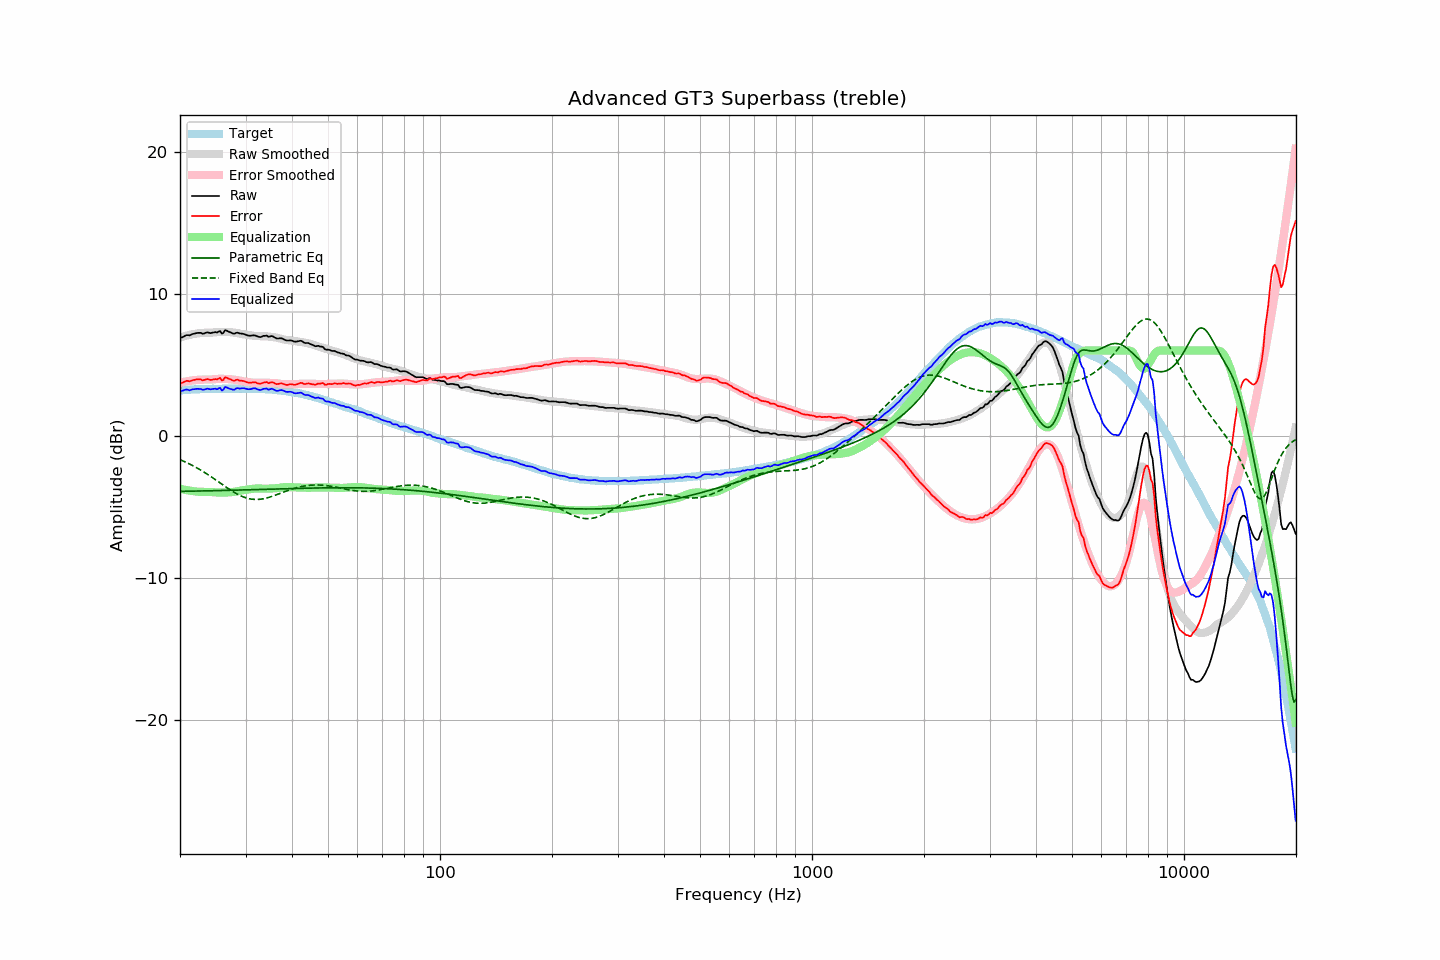 Advanced GT3 Superbass (treble)
Target
Raw Smoothed
Error Smoothed
Raw
Error
Equalization
Parametric Eq
Fixed Band Eq
Equalized
20
10
0
−10
−20
Amplitude (dBr)
100
1000
10000
Frequency (Hz)